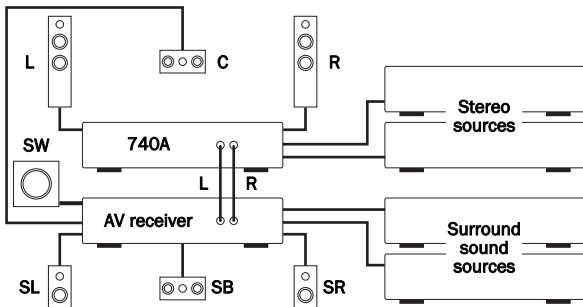 L
C
R
740A
Stereo
sources
SW
L
R
AV receiver
Surround
sound
sources
SL
SB
SR